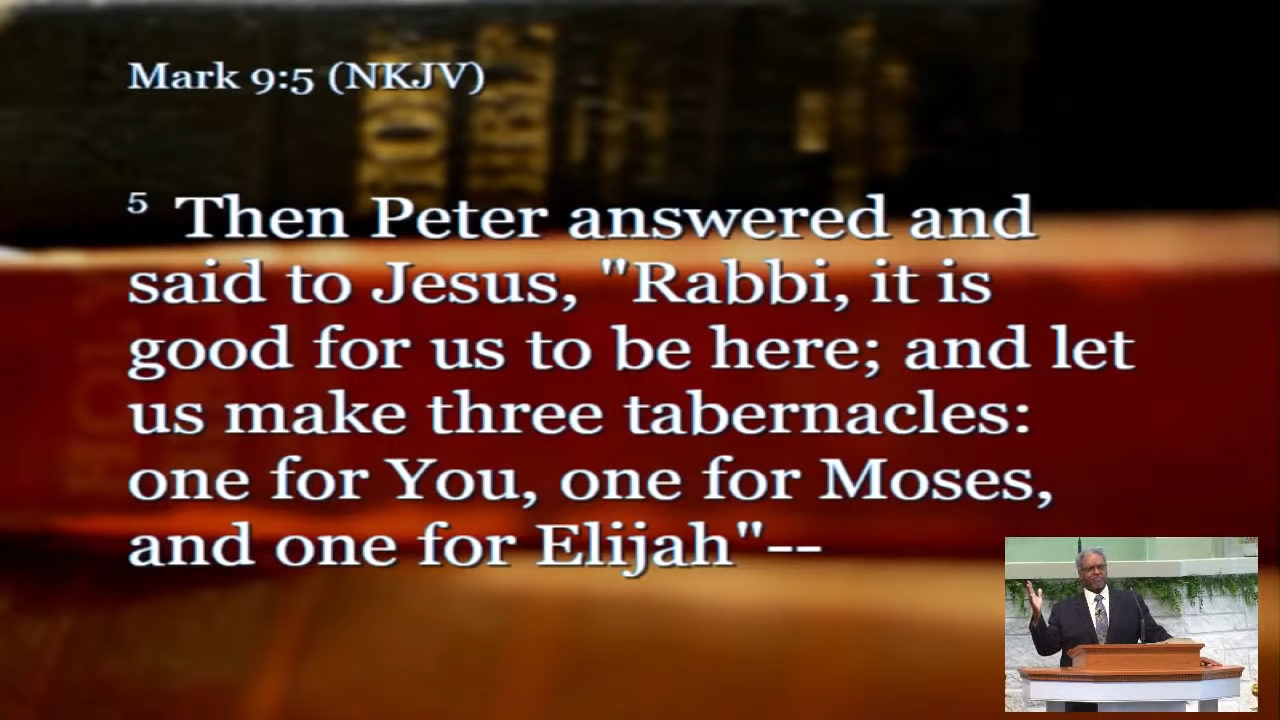 Mark 9:5 (NKJV)
5 Then Peter answered and
said to Jesus, "Rabbi, it is
good for us to be here; and let
us make three tabernacles:
one for You, one for Moses,
and one for Elijah"--